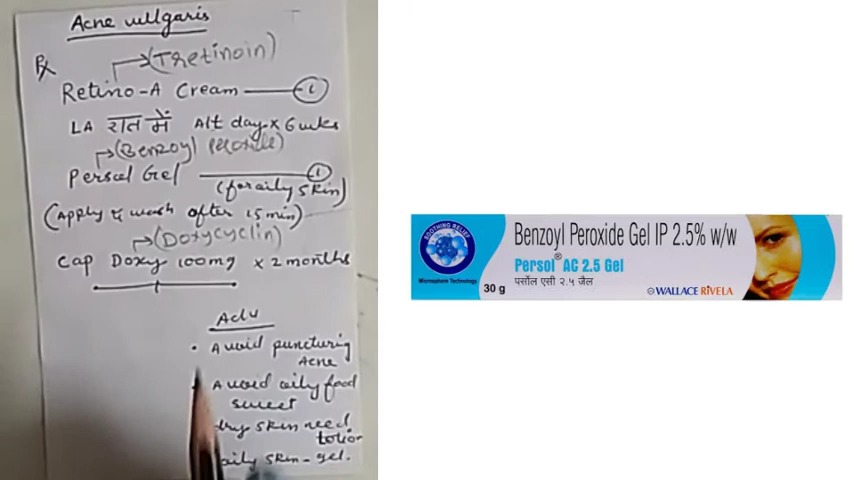 Acne vulgaris
Rx
(Tretinoin)
Retino-A Cream — 1
LA रात में Alt day x 6 wks
(Benzoyl Peroxide)
Persol Gel — 1
(for oily skin)
(Apply & wash after 15 min)
(Doxycyclin)
Cap Doxy 100mg x 2 months
Adv
• Avoid puncturing
Acne
Avoid oily food
sweet
dry skin need
lotion
oily skin - gel.
SOOTHING RELIEF
Microsphere Technology
Benzoyl Peroxide Gel IP 2.5% w/w
Persol® AC 2.5 Gel
पर्सोल एसी २.५ जैल
30 g
WALLACE RIVELA